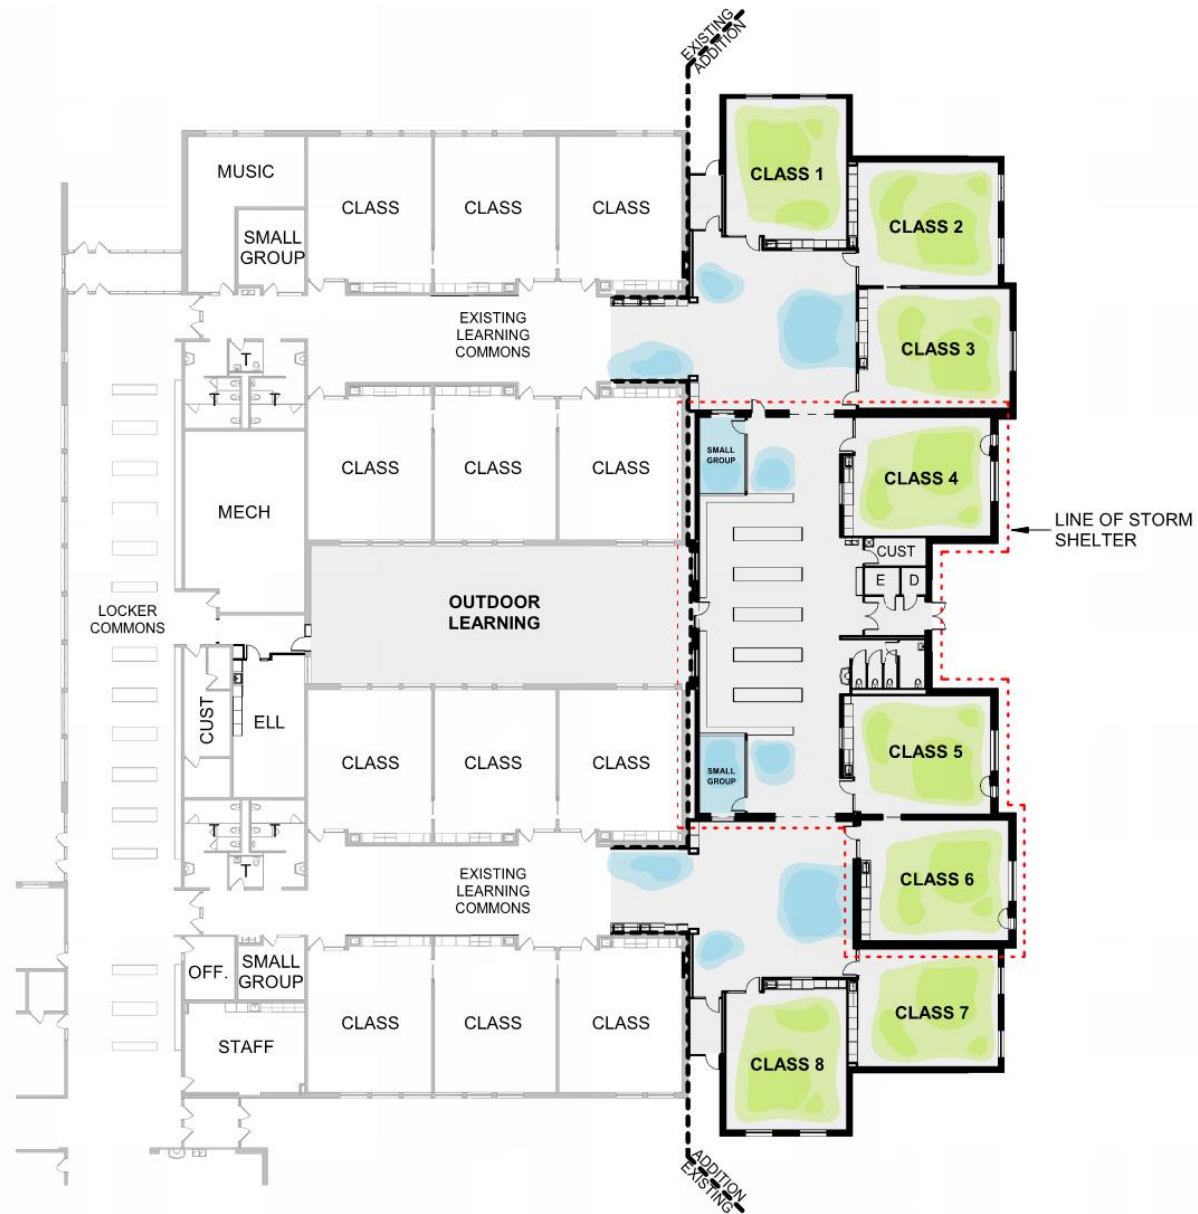 EXISTING
ADDITION
CLASS 1
MUSIC
CLASS
CLASS
CLASS
CLASS 2
SMALL
GROUP
EXISTING
LEARNING
COMMONS
CLASS 3
T
T
T
SMALL
GROUP
CLASS
CLASS
CLASS
CLASS 4
MECH
LINE OF STORM
SHELTER
CUST
E
D
OUTDOOR
LEARNING
LOCKER
COMMONS
CUST
ELL
CLASS
CLASS
CLASS
SMALL
GROUP
CLASS 5
T
T
T
EXISTING
LEARNING
COMMONS
CLASS 6
OFF.
SMALL
GROUP
CLASS
CLASS
CLASS
CLASS 7
STAFF
CLASS 8
ADDITION
EXISTING